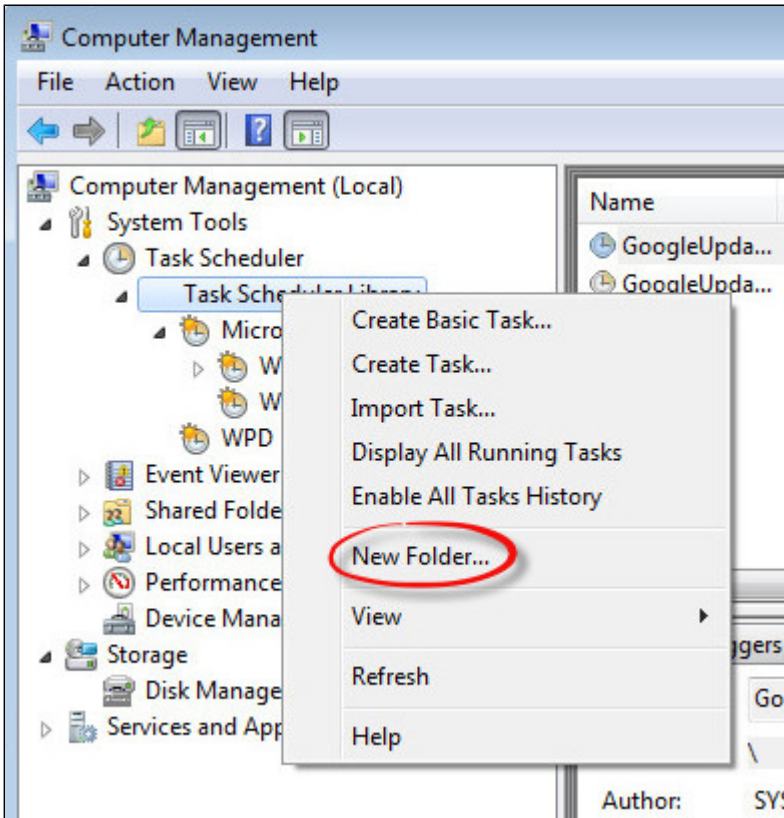 Computer Management
File Action View Help
Computer Management (Local)
System Tools
Task Scheduler
Task Scheduler Library
Micro
W
W
WPD
Event Viewer
Shared Folde
Local Users a
Performance
Device Mana
Storage
Disk Manage
Services and App
Name
GoogleUpda...
GoogleUpda...
Create Basic Task...
Create Task...
Import Task...
Display All Running Tasks
Enable All Tasks History
New Folder...
View
Refresh
Help
ggers
Go
\
Author: SYS